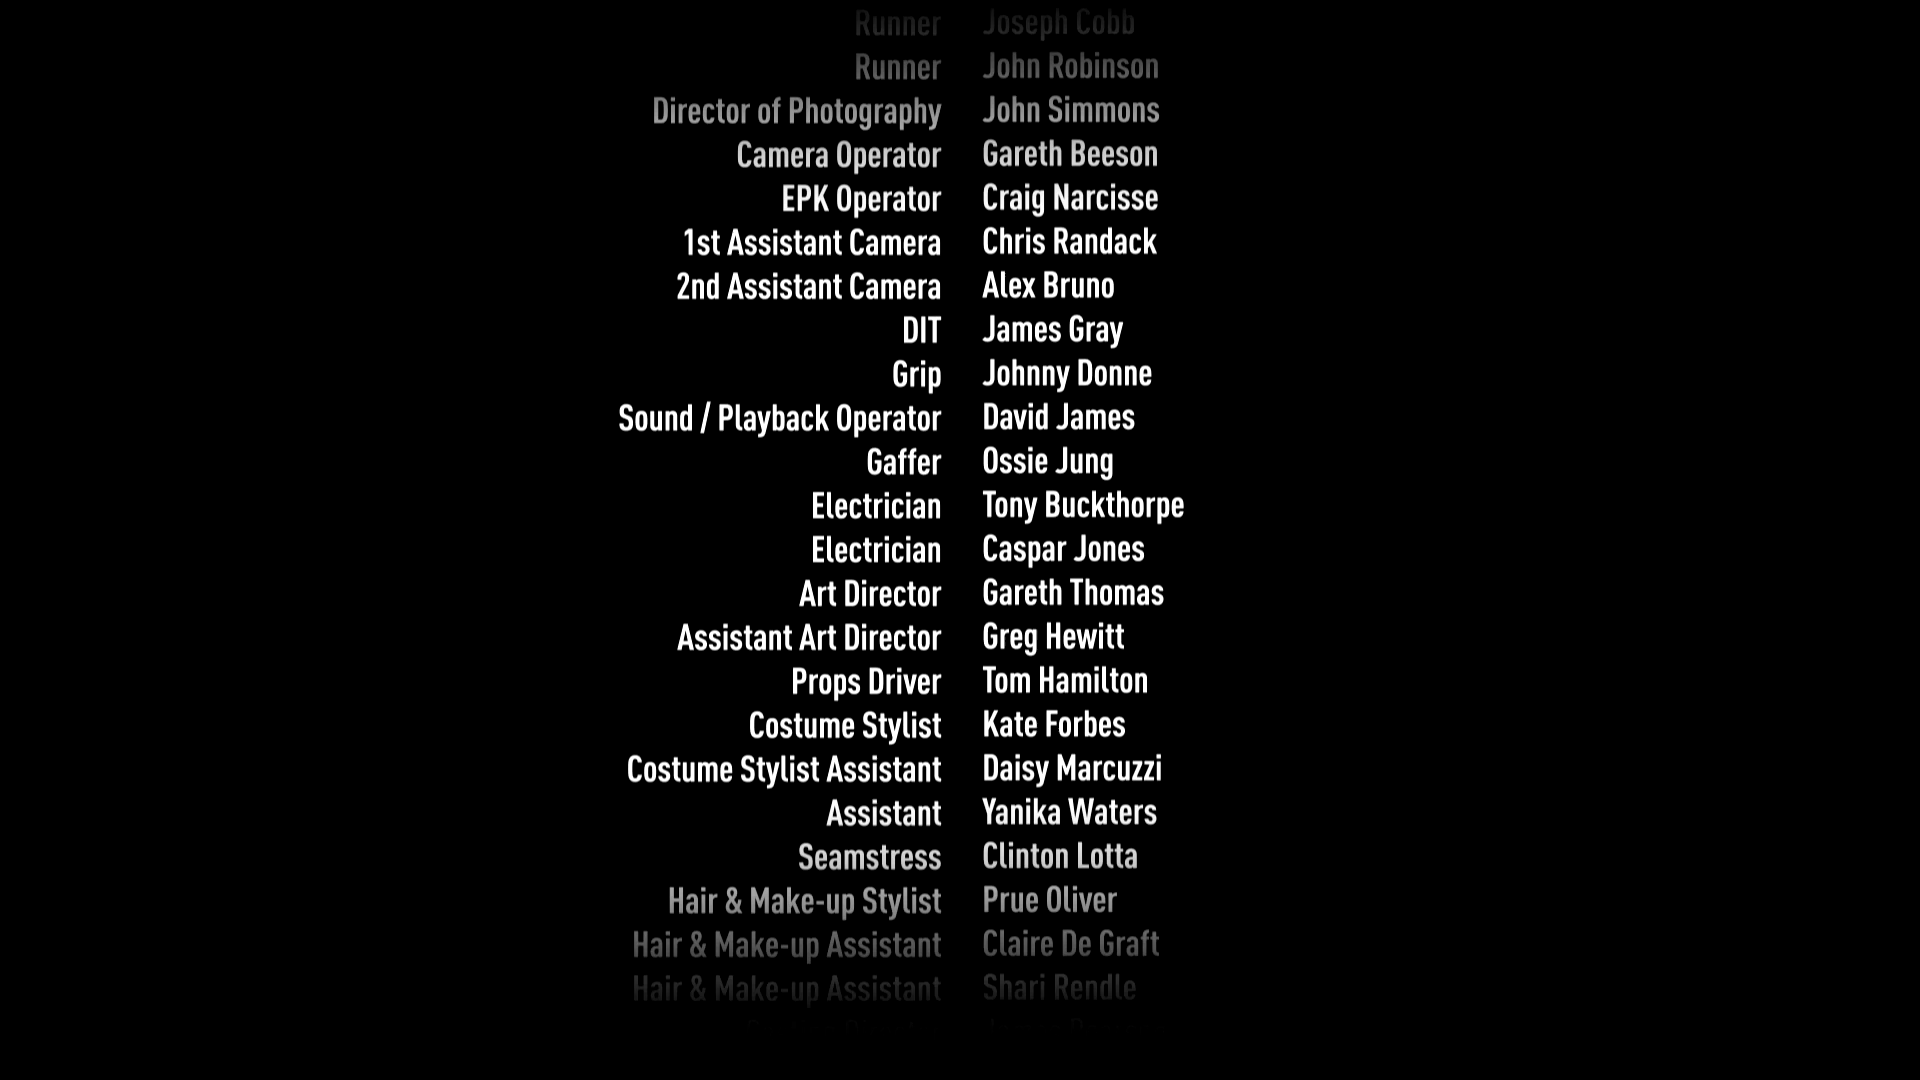 Runner Joseph Cobb
Runner John Robinson
Director of Photography John Simmons
Camera Operator Gareth Beeson
EPK Operator Craig Narcisse
1st Assistant Camera Chris Randack
2nd Assistant Camera Alex Bruno
DIT James Gray
Grip Johnny Donne
Sound / Playback Operator David James
Gaffer Ossie Jung
Electrician Tony Buckthorpe
Electrician Caspar Jones
Art Director Gareth Thomas
Assistant Art Director Greg Hewitt
Props Driver Tom Hamilton
Costume Stylist Kate Forbes
Costume Stylist Assistant Daisy Marcuzzi
Assistant Yanika Waters
Seamstress Clinton Lotta
Hair & Make-up Stylist Prue Oliver
Hair & Make-up Assistant Claire De Graft
Hair & Make-up Assistant Shari Rendle